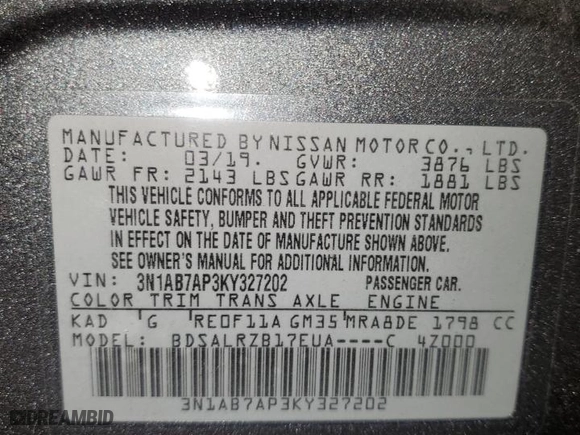 MANUFACTURED BY NISSAN MOTOR CO., LTD.
DATE: 03/19. GVWR: 3876 LBS
GAWR FR: 2143 LBS GAWR RR: 1881 LBS
THIS VEHICLE CONFORMS TO ALL APPLICABLE FEDERAL MOTOR
VEHICLE SAFETY, BUMPER AND THEFT PREVENTION STANDARDS
IN EFFECT ON THE DATE OF MANUFACTURE SHOWN ABOVE.
SEE OWNER'S MANUAL FOR ADDITIONAL INFORMATION.
VIN: 3N1AB7AP3KY327202 PASSENGER CAR.
COLOR TRIM TRANS AXLE ENGINE
KAD G RE0F11A GM35 MRA8DE 1798 CC
MODEL: BDSALRZB17EUA----C 4Z000
3N1AB7AP3KY327202
DREAMBID